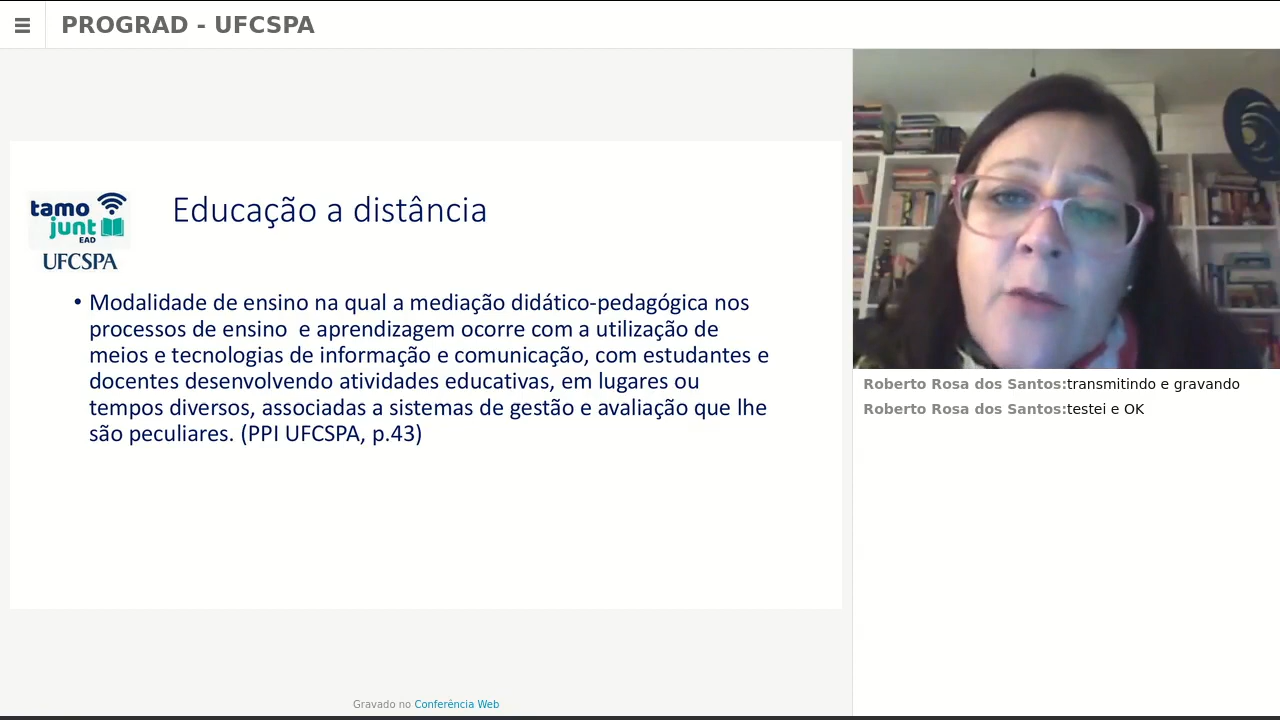 PROGRAD - UFCSPA
tamo
junt
EAD
UFCSPA
Educação a distância
• Modalidade de ensino na qual a mediação didático-pedagógica nos
processos de ensino  e aprendizagem ocorre com a utilização de
meios e tecnologias de informação e comunicação, com estudantes e
docentes desenvolvendo atividades educativas, em lugares ou
tempos diversos, associadas a sistemas de gestão e avaliação que lhe
são peculiares. (PPI UFCSPA, p.43)
Roberto Rosa dos Santos:transmitindo e gravando
Roberto Rosa dos Santos:testei e OK
Gravado no Conferência Web